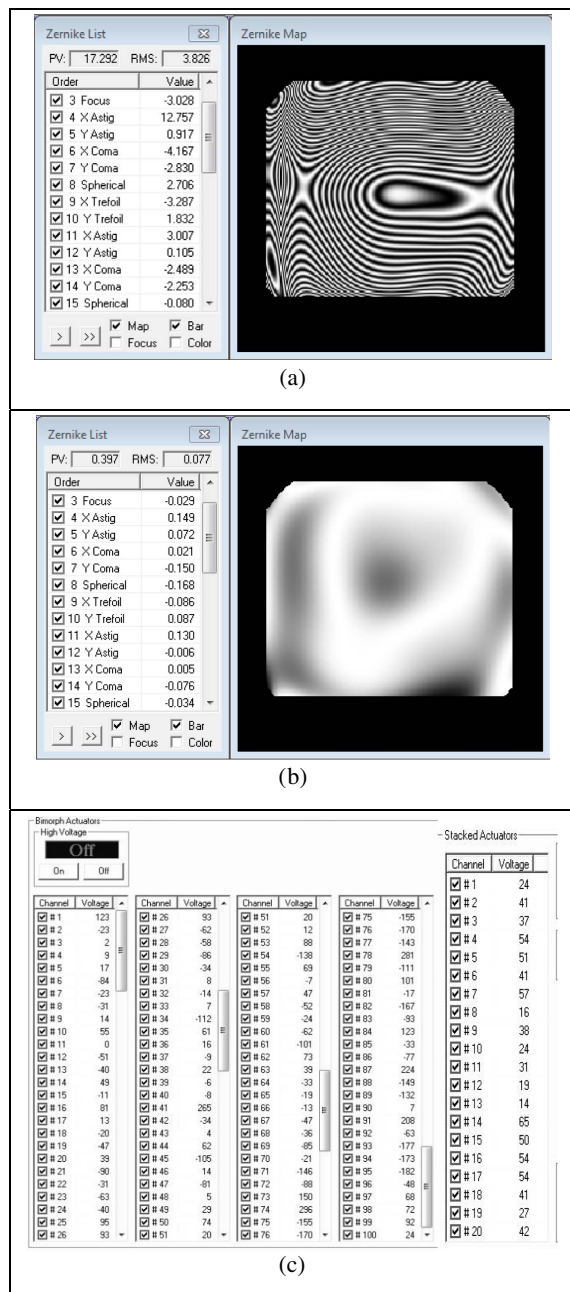 Zernike List
PV: 17.292 RMS: 3.826
Order Value
3 Focus -3.028
4 X Astig 12.757
5 Y Astig 0.917
6 X Coma -4.167
7 Y Coma -2.830
8 Spherical 2.706
9 X Trefoil -3.287
10 Y Trefoil 1.832
11 X Astig 3.007
12 Y Astig 0.105
13 X Coma -2.489
14 Y Coma -2.253
15 Spherical -0.080
> >> Map Bar
Focus Color
Zernike Map
(a)
Zernike List
PV: 0.397 RMS: 0.077
Order Value
3 Focus -0.029
4 X Astig 0.149
5 Y Astig 0.072
6 X Coma 0.021
7 Y Coma -0.150
8 Spherical -0.168
9 X Trefoil -0.086
10 Y Trefoil 0.087
11 X Astig 0.130
12 Y Astig -0.006
13 X Coma 0.005
14 Y Coma -0.076
15 Spherical -0.034
> >> Map Bar
Focus Color
Zernike Map
(b)
Bimorph Actuators
High Voltage
Off
On Off
Channel Voltage
# 1 123
# 2 -23
# 3 2
# 4 9
# 5 17
# 6 -84
# 7 -23
# 8 -31
# 9 14
# 10 55
# 11 0
# 12 -51
# 13 -40
# 14 49
# 15 -11
# 16 81
# 17 13
# 18 -20
# 19 -47
# 20 39
# 21 -90
# 22 -31
# 23 -63
# 24 -40
# 25 95
# 26 93
Channel Voltage
# 26 93
# 27 -62
# 28 -58
# 29 -86
# 30 -34
# 31 8
# 32 -14
# 33 7
# 34 -112
# 35 61
# 36 16
# 37 -9
# 38 22
# 39 -6
# 40 -8
# 41 265
# 42 -34
# 43 4
# 44 62
# 45 -105
# 46 14
# 47 -81
# 48 5
# 49 29
# 50 74
# 51 20
Channel Voltage
# 51 20
# 52 12
# 53 88
# 54 -138
# 55 69
# 56 -7
# 57 47
# 58 -52
# 59 -24
# 60 -62
# 61 -101
# 62 73
# 63 39
# 64 -33
# 65 -19
# 66 -13
# 67 -47
# 68 -36
# 69 -85
# 70 -21
# 71 -146
# 72 -88
# 73 150
# 74 296
# 75 -155
# 76 -170
Channel Voltage
# 75 -155
# 76 -170
# 77 -143
# 78 281
# 79 -111
# 80 101
# 81 -17
# 82 -167
# 83 -93
# 84 123
# 85 -33
# 86 -77
# 87 224
# 88 -149
# 89 -132
# 90 7
# 91 208
# 92 -63
# 93 -177
# 94 -173
# 95 -182
# 96 -48
# 97 68
# 98 72
# 99 92
# 100 24
Stacked Actuators
Channel Voltage
# 1 24
# 2 41
# 3 37
# 4 54
# 5 51
# 6 41
# 7 57
# 8 16
# 9 38
# 10 24
# 11 31
# 12 19
# 13 14
# 14 65
# 15 50
# 16 54
# 17 54
# 18 41
# 19 27
# 20 42
(c)